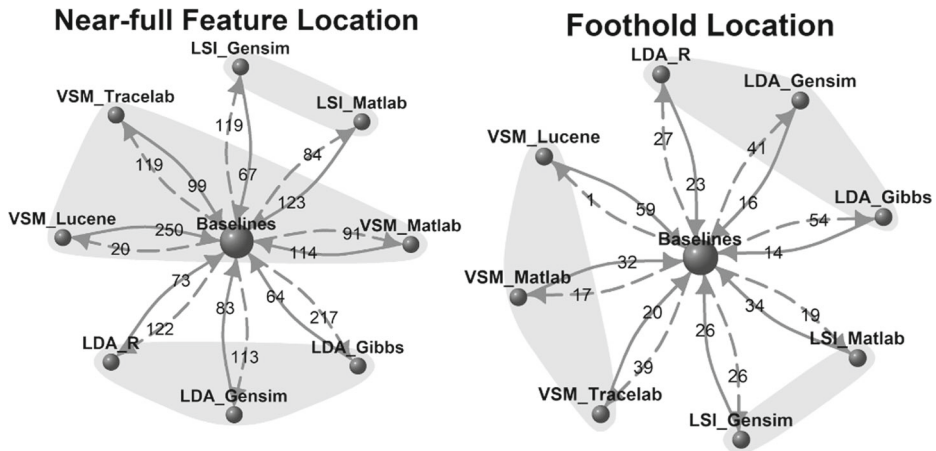 Near-full Feature Location
Foothold Location
LSI_Gensim
LSI_Matlab
VSM_Tracelab
119
84
119
67
99
123
VSM_Lucene
250
20
Baselines
91
114
VSM_Matlab
73
83
64
122
113
217
LDA_R
LDA_Gibbs
LDA_Gensim
LDA_R
LDA_Gensim
VSM_Lucene
27
41
1
23
16
LDA_Gibbs
59
54
Baselines
14
VSM_Matlab
32
17
20
34
19
26
LSI_Matlab
39
26
VSM_Tracelab
LSI_Gensim